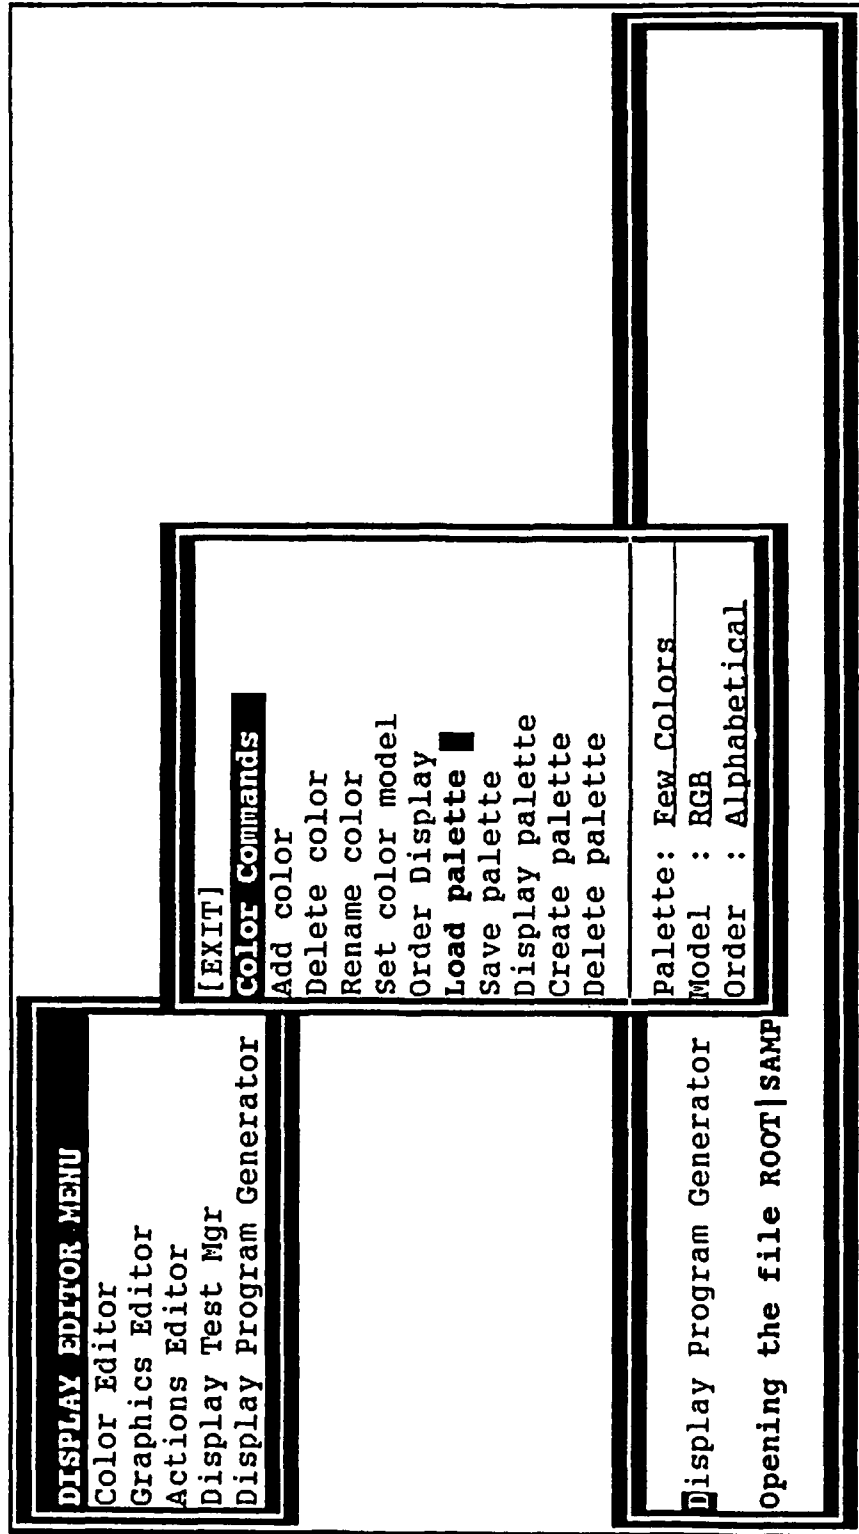 DISPLAY EDITOR MENU
Color Editor
Graphics Editor
Actions Editor
Display Test Mgr
Display Program Generator
[EXIT]
Color Commands
Add color
Delete color
Rename color
Set color model
Order Display
Load palette
Save palette
Display palette
Create palette
Delete palette
Palette: Few Colors
Model : RGB
Order : Alphabetical
Display Program Generator
Opening the file ROOT|SAMP